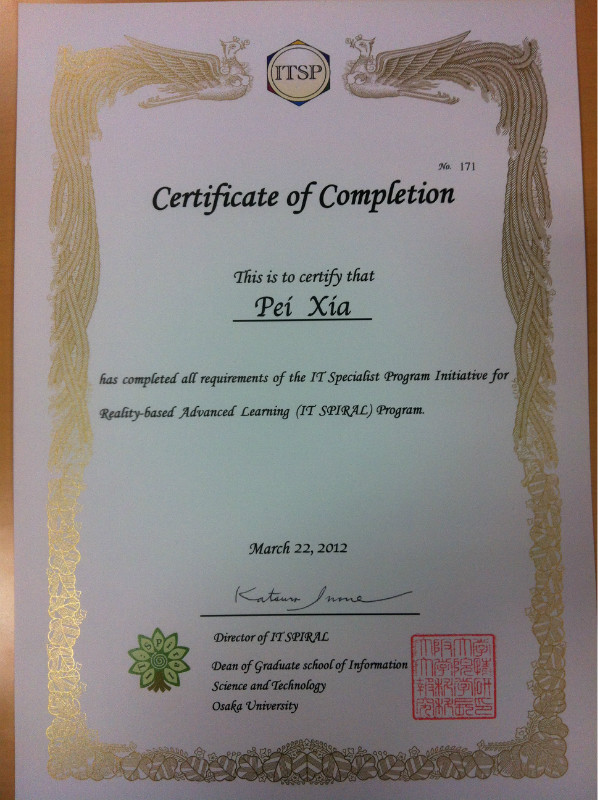 ITSP
No. 171
Certificate of Completion
This is to certify that
Pei Xia
has completed all requirements of the IT Specialist Program Initiative for
Reality-based Advanced Learning (IT SPIRAL) Program.
March 22, 2012
Katsuro Inoue
Director of IT SPIRAL
Dean of Graduate school of Information
Science and Technology
Osaka University